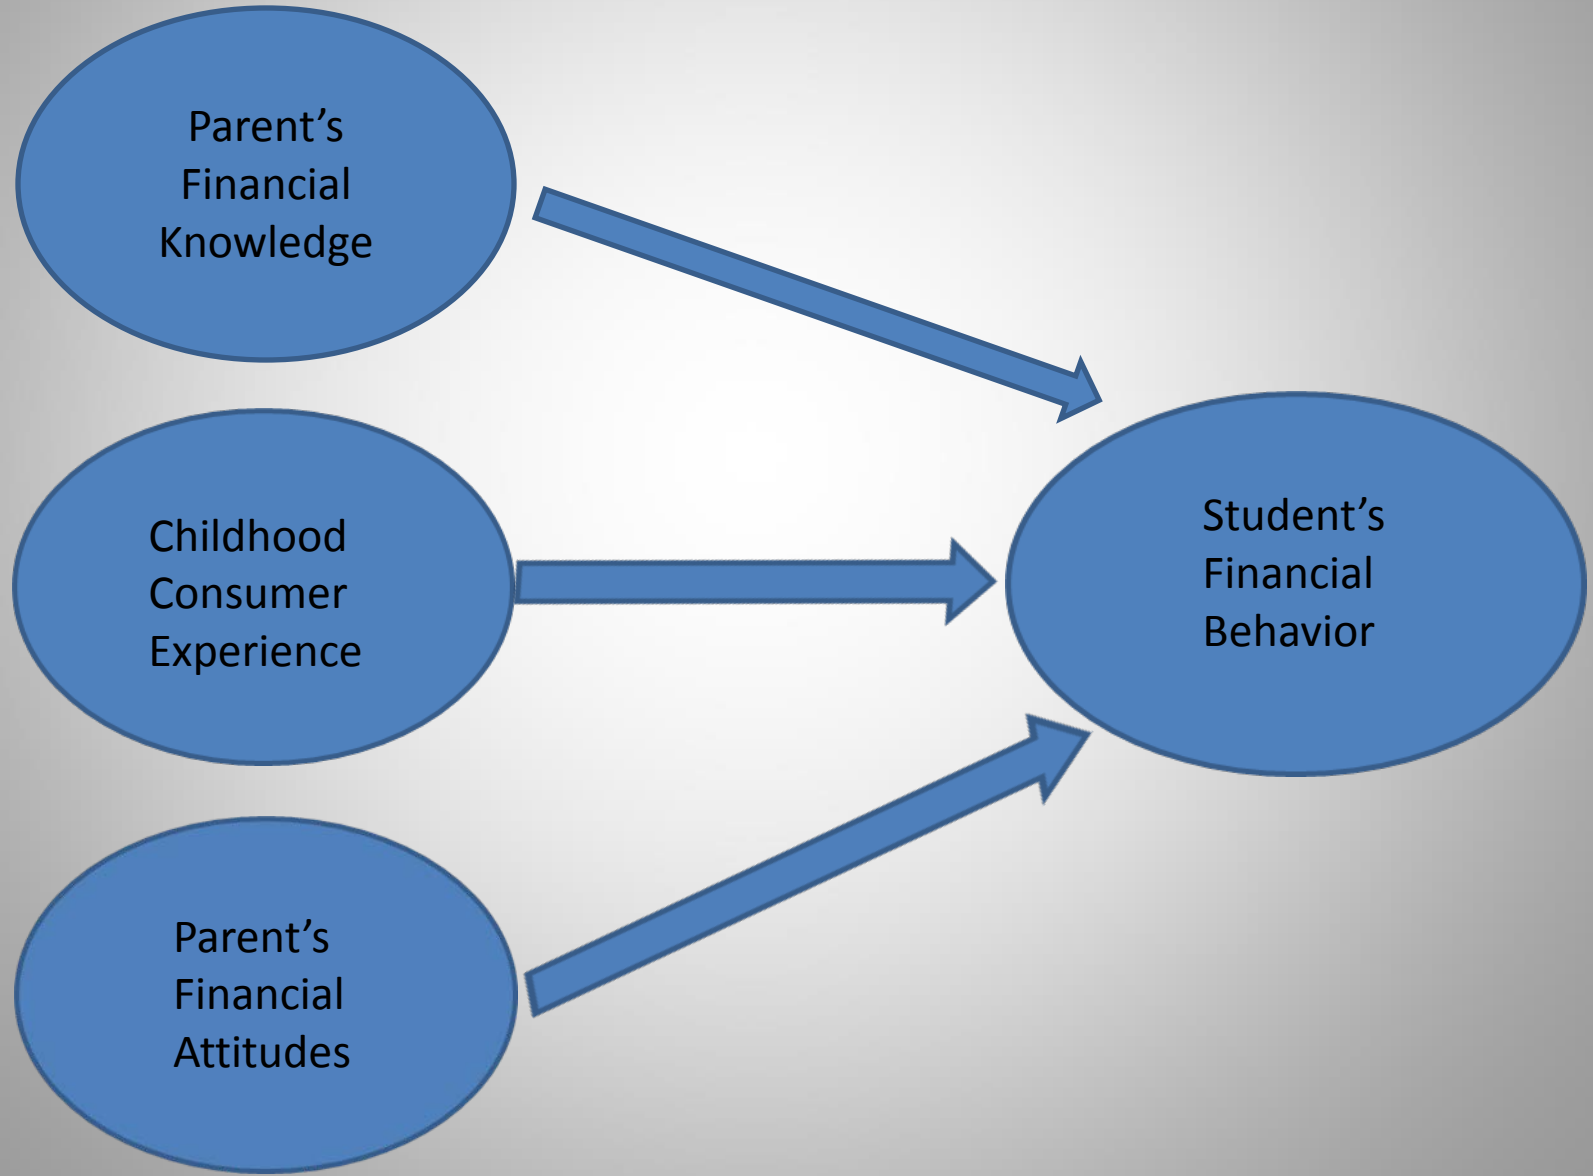 Parent’s
Financial
Knowledge
Childhood
Consumer
Experience
Parent’s
Financial
Attitudes
Student’s
Financial
Behavior